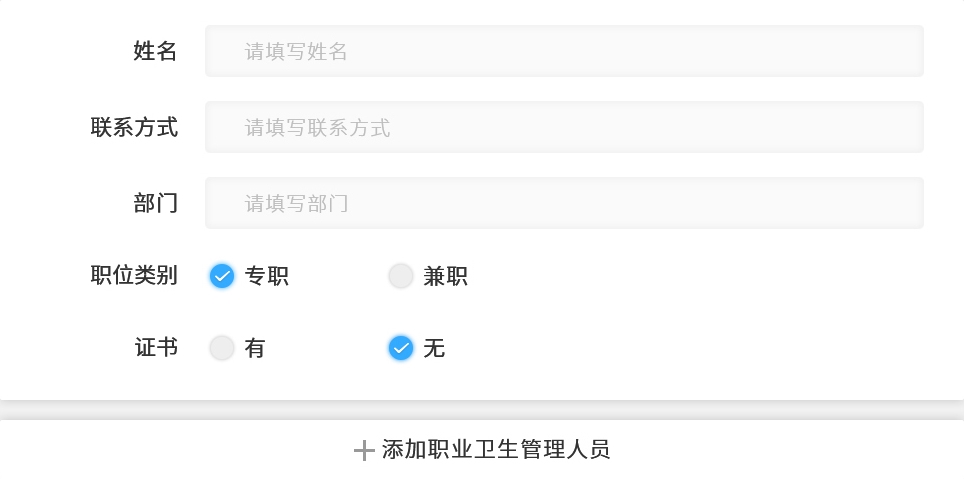 姓名 请填写姓名
联系方式 请填写联系方式
部门 请填写部门
职位类别 专职 兼职
证书 有 无
添加职业卫生管理人员